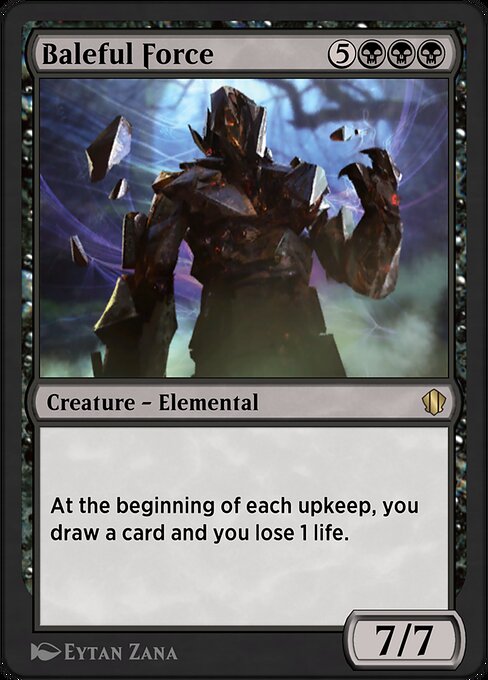 Baleful Force 5
Creature – Elemental
At the beginning of each upkeep, you
draw a card and you lose 1 life.
7/7
Eytan Zana